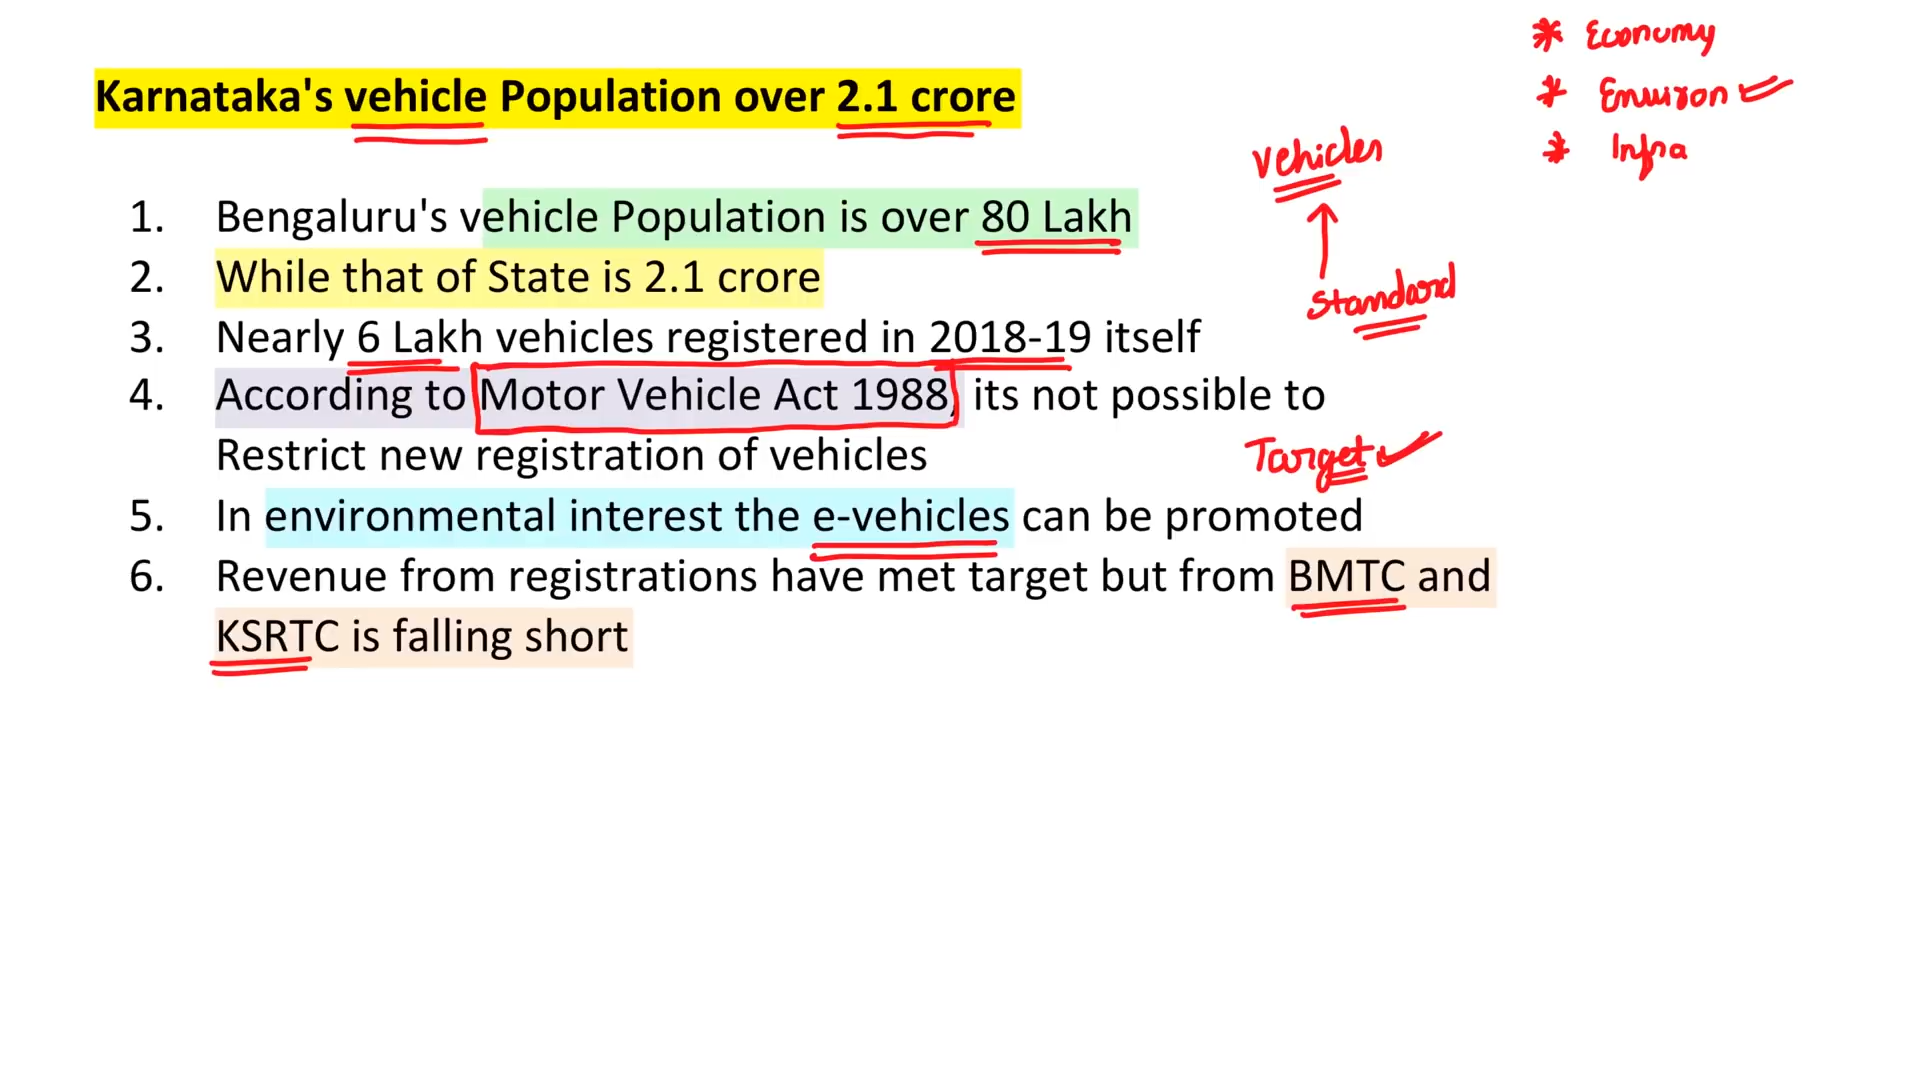 * Economy
Karnataka's vehicle Population over 2.1 crore
* Environ
* Infra
vehicles
1. Bengaluru's vehicle Population is over 80 Lakh
2. While that of State is 2.1 crore
standard
3. Nearly 6 Lakh vehicles registered in 2018-19 itself
4. According to Motor Vehicle Act 1988, its not possible to
Restrict new registration of vehicles
Target
5. In environmental interest the e-vehicles can be promoted
6. Revenue from registrations have met target but from BMTC and
KSRTC is falling short